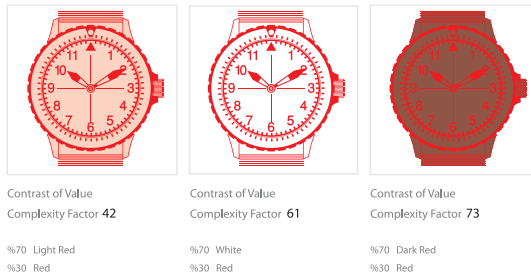 11
10
9
8
7
6
5
4
3
2
1
11
10
9
8
7
6
5
4
3
2
1
11
10
9
8
7
6
5
4
3
2
1
Contrast of Value
Complexity Factor 42
%70 Light Red
%30 Red
Contrast of Value
Complexity Factor 61
%70 White
%30 Red
Contrast of Value
Complexity Factor 73
%70 Dark Red
%30 Red